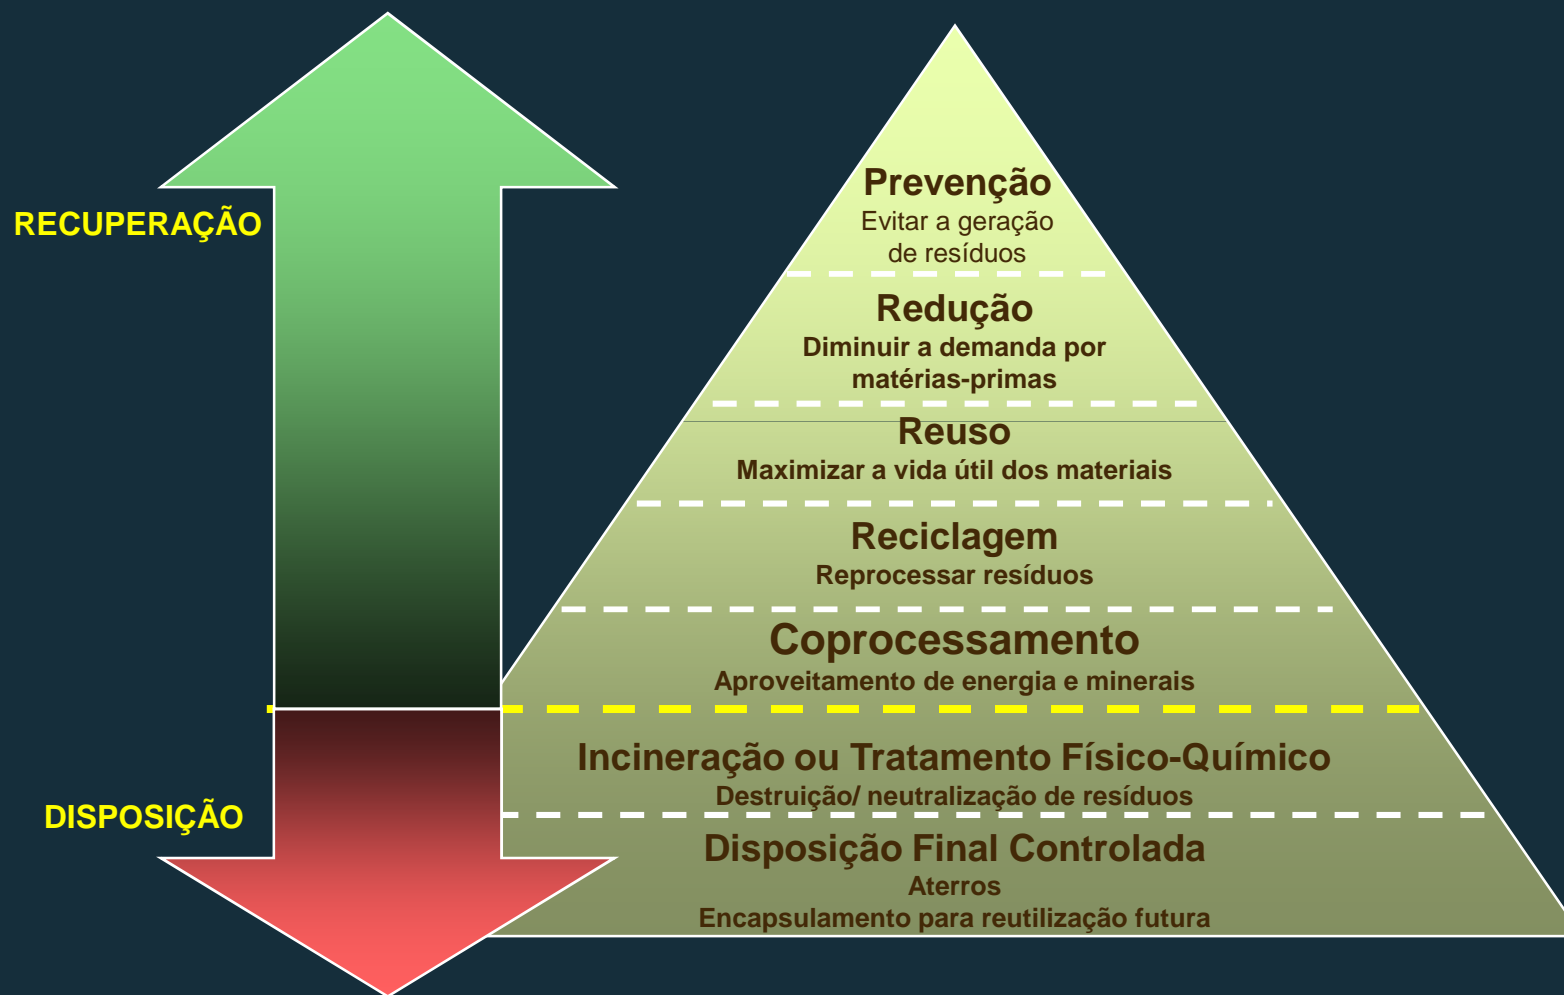 RECUPERAÇÃO
Prevenção
Evitar a geração
de resíduos
Redução
Diminuir a demanda por
matérias-primas
Reuso
Maximizar a vida útil dos materiais
Reciclagem
Reprocessar resíduos
Coprocessamento
Aproveitamento de energia e minerais
DISPOSIÇÃO
Incineração ou Tratamento Físico-Químico
Destruição/ neutralização de resíduos
Disposição Final Controlada
Aterros
Encapsulamento para reutilização futura